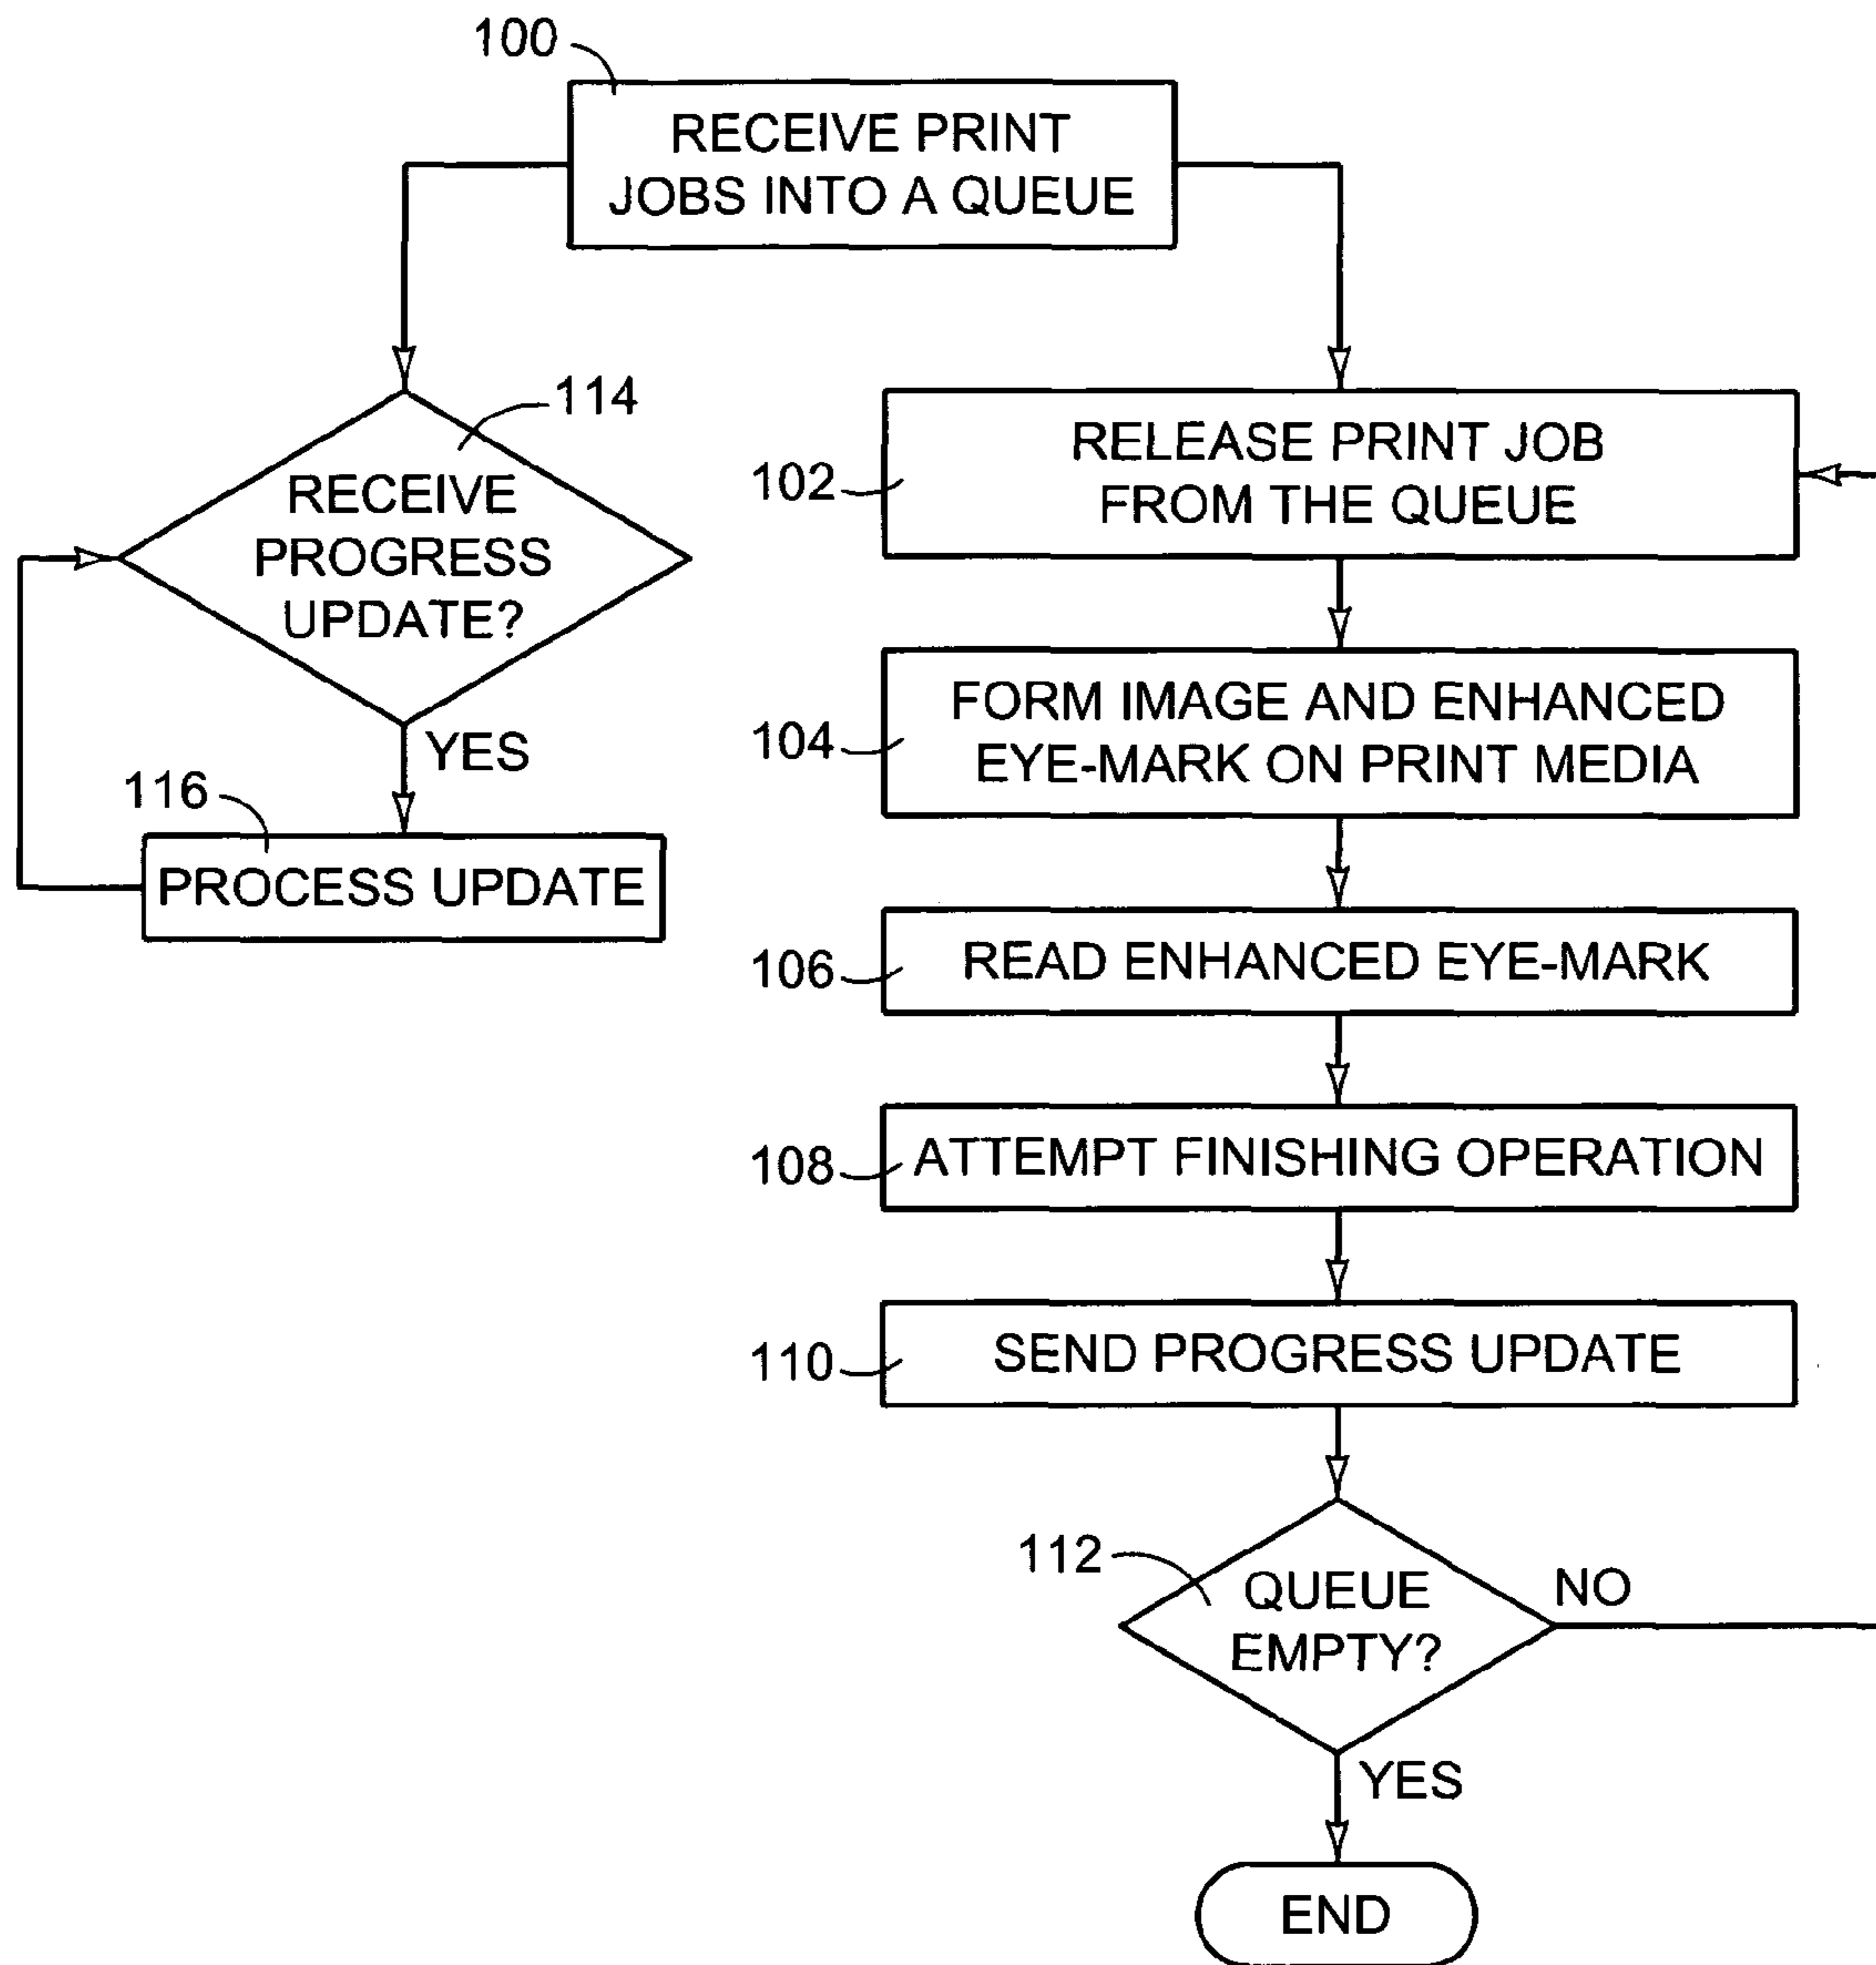 100
RECEIVE PRINT
JOBS INTO A QUEUE
114
RECEIVE
PROGRESS
UPDATE?
YES
116
PROCESS UPDATE
102
RELEASE PRINT JOB
FROM THE QUEUE
104
FORM IMAGE AND ENHANCED
EYE-MARK ON PRINT MEDIA
106
READ ENHANCED EYE-MARK
108
ATTEMPT FINISHING OPERATION
110
SEND PROGRESS UPDATE
112
QUEUE
EMPTY?
NO
YES
END